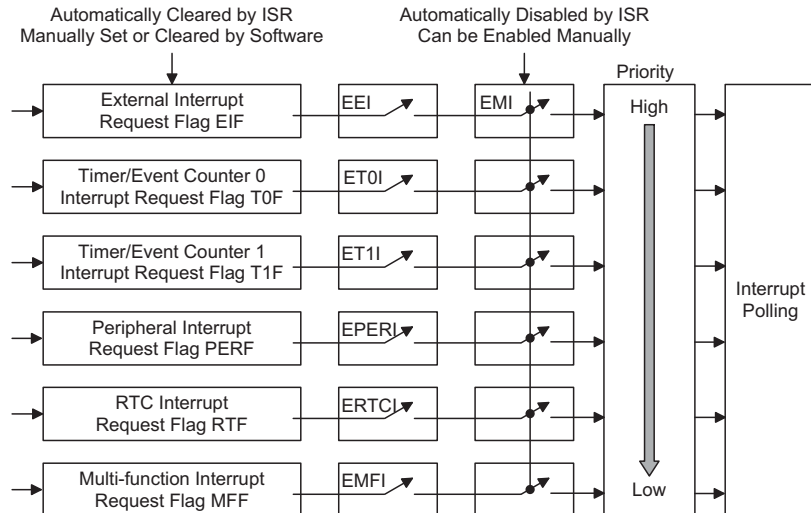 Automatically Cleared by ISR
Manually Set or Cleared by Software
Automatically Disabled by ISR
Can be Enabled Manually
Priority
External Interrupt
Request Flag EIF
EEI
EMI
High
Timer/Event Counter 0
Interrupt Request Flag T0F
ET0I
Timer/Event Counter 1
Interrupt Request Flag T1F
ET1I
Interrupt
Polling
Peripheral Interrupt
Request Flag PERF
EPERI
RTC Interrupt
Request Flag RTF
ERTCI
Multi-function Interrupt
Request Flag MFF
EMFI
Low